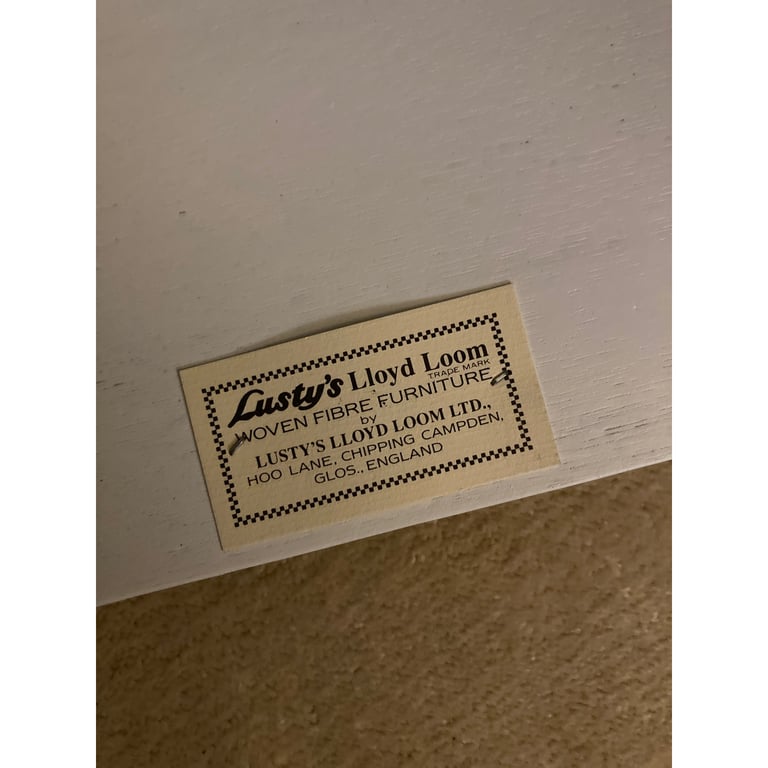 Lusty's Lloyd Loom
TRADE MARK
WOVEN FIBRE FURNITURE
by
LUSTY'S LLOYD LOOM LTD.,
HOO LANE, CHIPPING CAMPDEN,
GLOS., ENGLAND